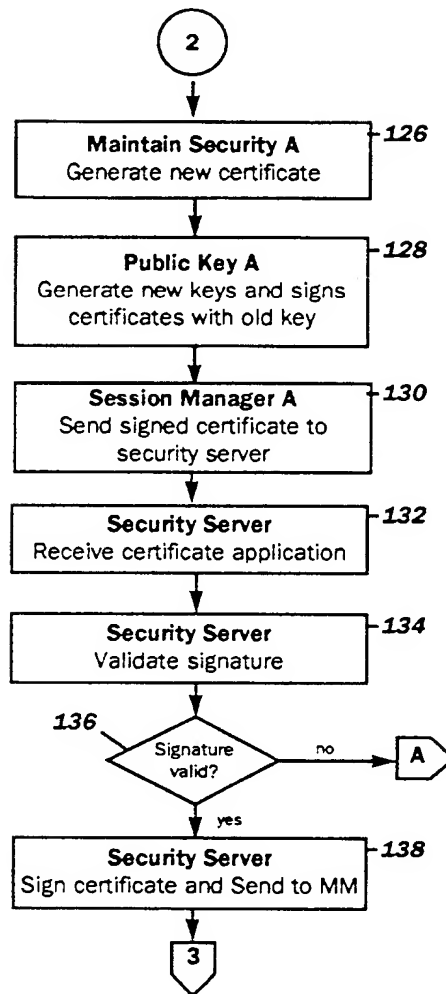 2
Maintain Security A
126
Generate new certificate
Public Key A
128
Generate new keys and signs
certificates with old key
Session Manager A
130
Send signed certificate to
security server
Security Server
132
Receive certificate application
Security Server
134
Validate signature
136
Signature
valid?
no
A
yes
Security Server
138
Sign certificate and Send to MM
3